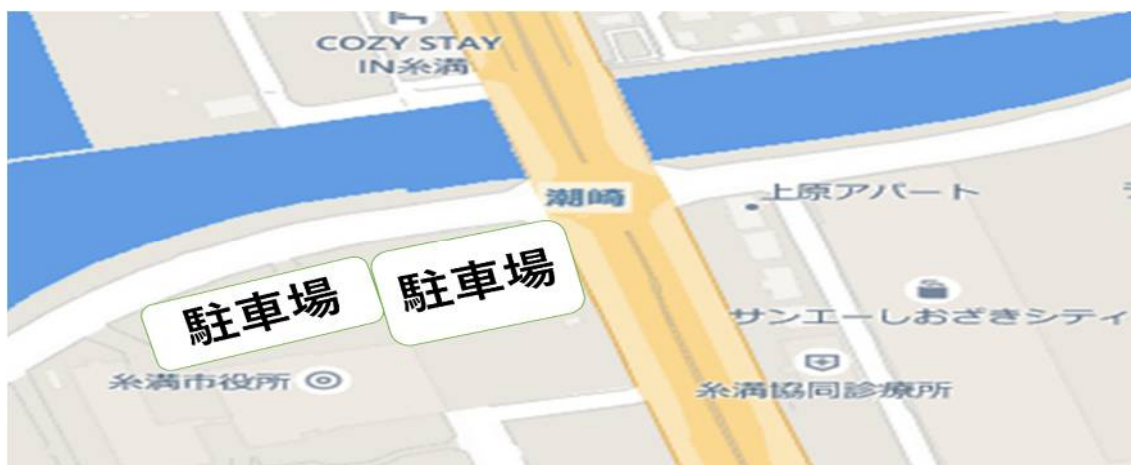 COZY STAY
IN糸満
潮崎
上原アパート
駐車場
駐車場
サンエーしおざきシティ
糸満市役所
糸満協同診療所